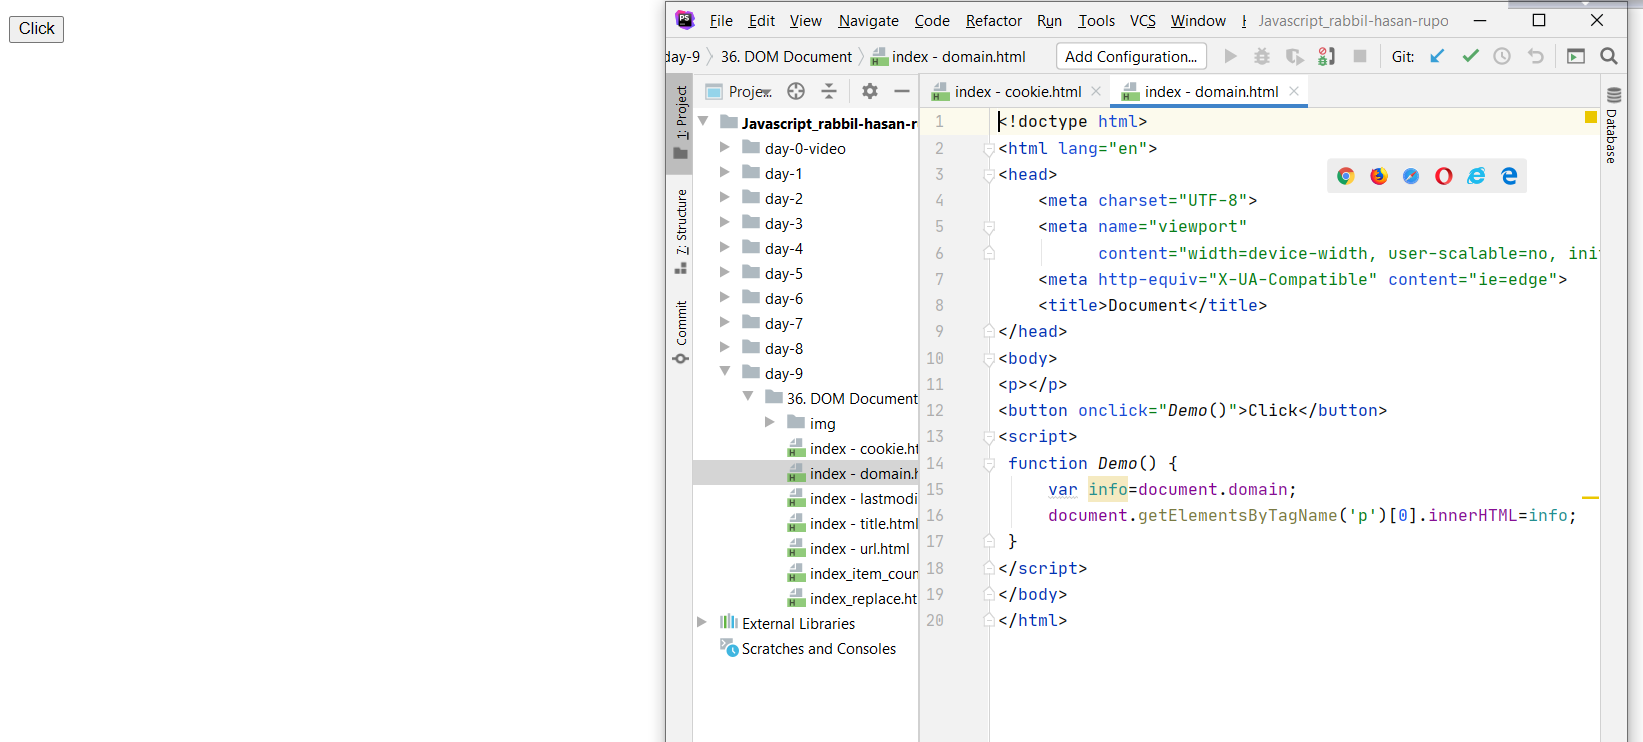 Click
PS File Edit View Navigate Code Refactor Run Tools VCS Window Javascript_rabbil-hasan-rupo
day-9 36. DOM Document index - domain.html Add Configuration... Git:
index - cookie.html index - domain.html
1: Project
7: Structure
Commit
Database
Javascript_rabbil-hasan-r
day-0-video
day-1
day-2
day-3
day-4
day-5
day-6
day-7
day-8
day-9
36. DOM Document
img
index - cookie.ht
index - domain.h
index - lastmodi
index - title.html
index - url.html
index_item_cour
index_replace.ht
External Libraries
Scratches and Consoles
1 <!doctype html>
2 <html lang="en">
3 <head>
4 <meta charset="UTF-8">
5 <meta name="viewport"
6 content="width=device-width, user-scalable=no, init
7 <meta http-equiv="X-UA-Compatible" content="ie=edge">
8 <title>Document</title>
9 </head>
10 <body>
11 <p></p>
12 <button onclick="Demo()">Click</button>
13 <script>
14 function Demo() {
15 var info=document.domain;
16 document.getElementsByTagName('p')[0].innerHTML=info;
17 }
18 </script>
19 </body>
20 </html>